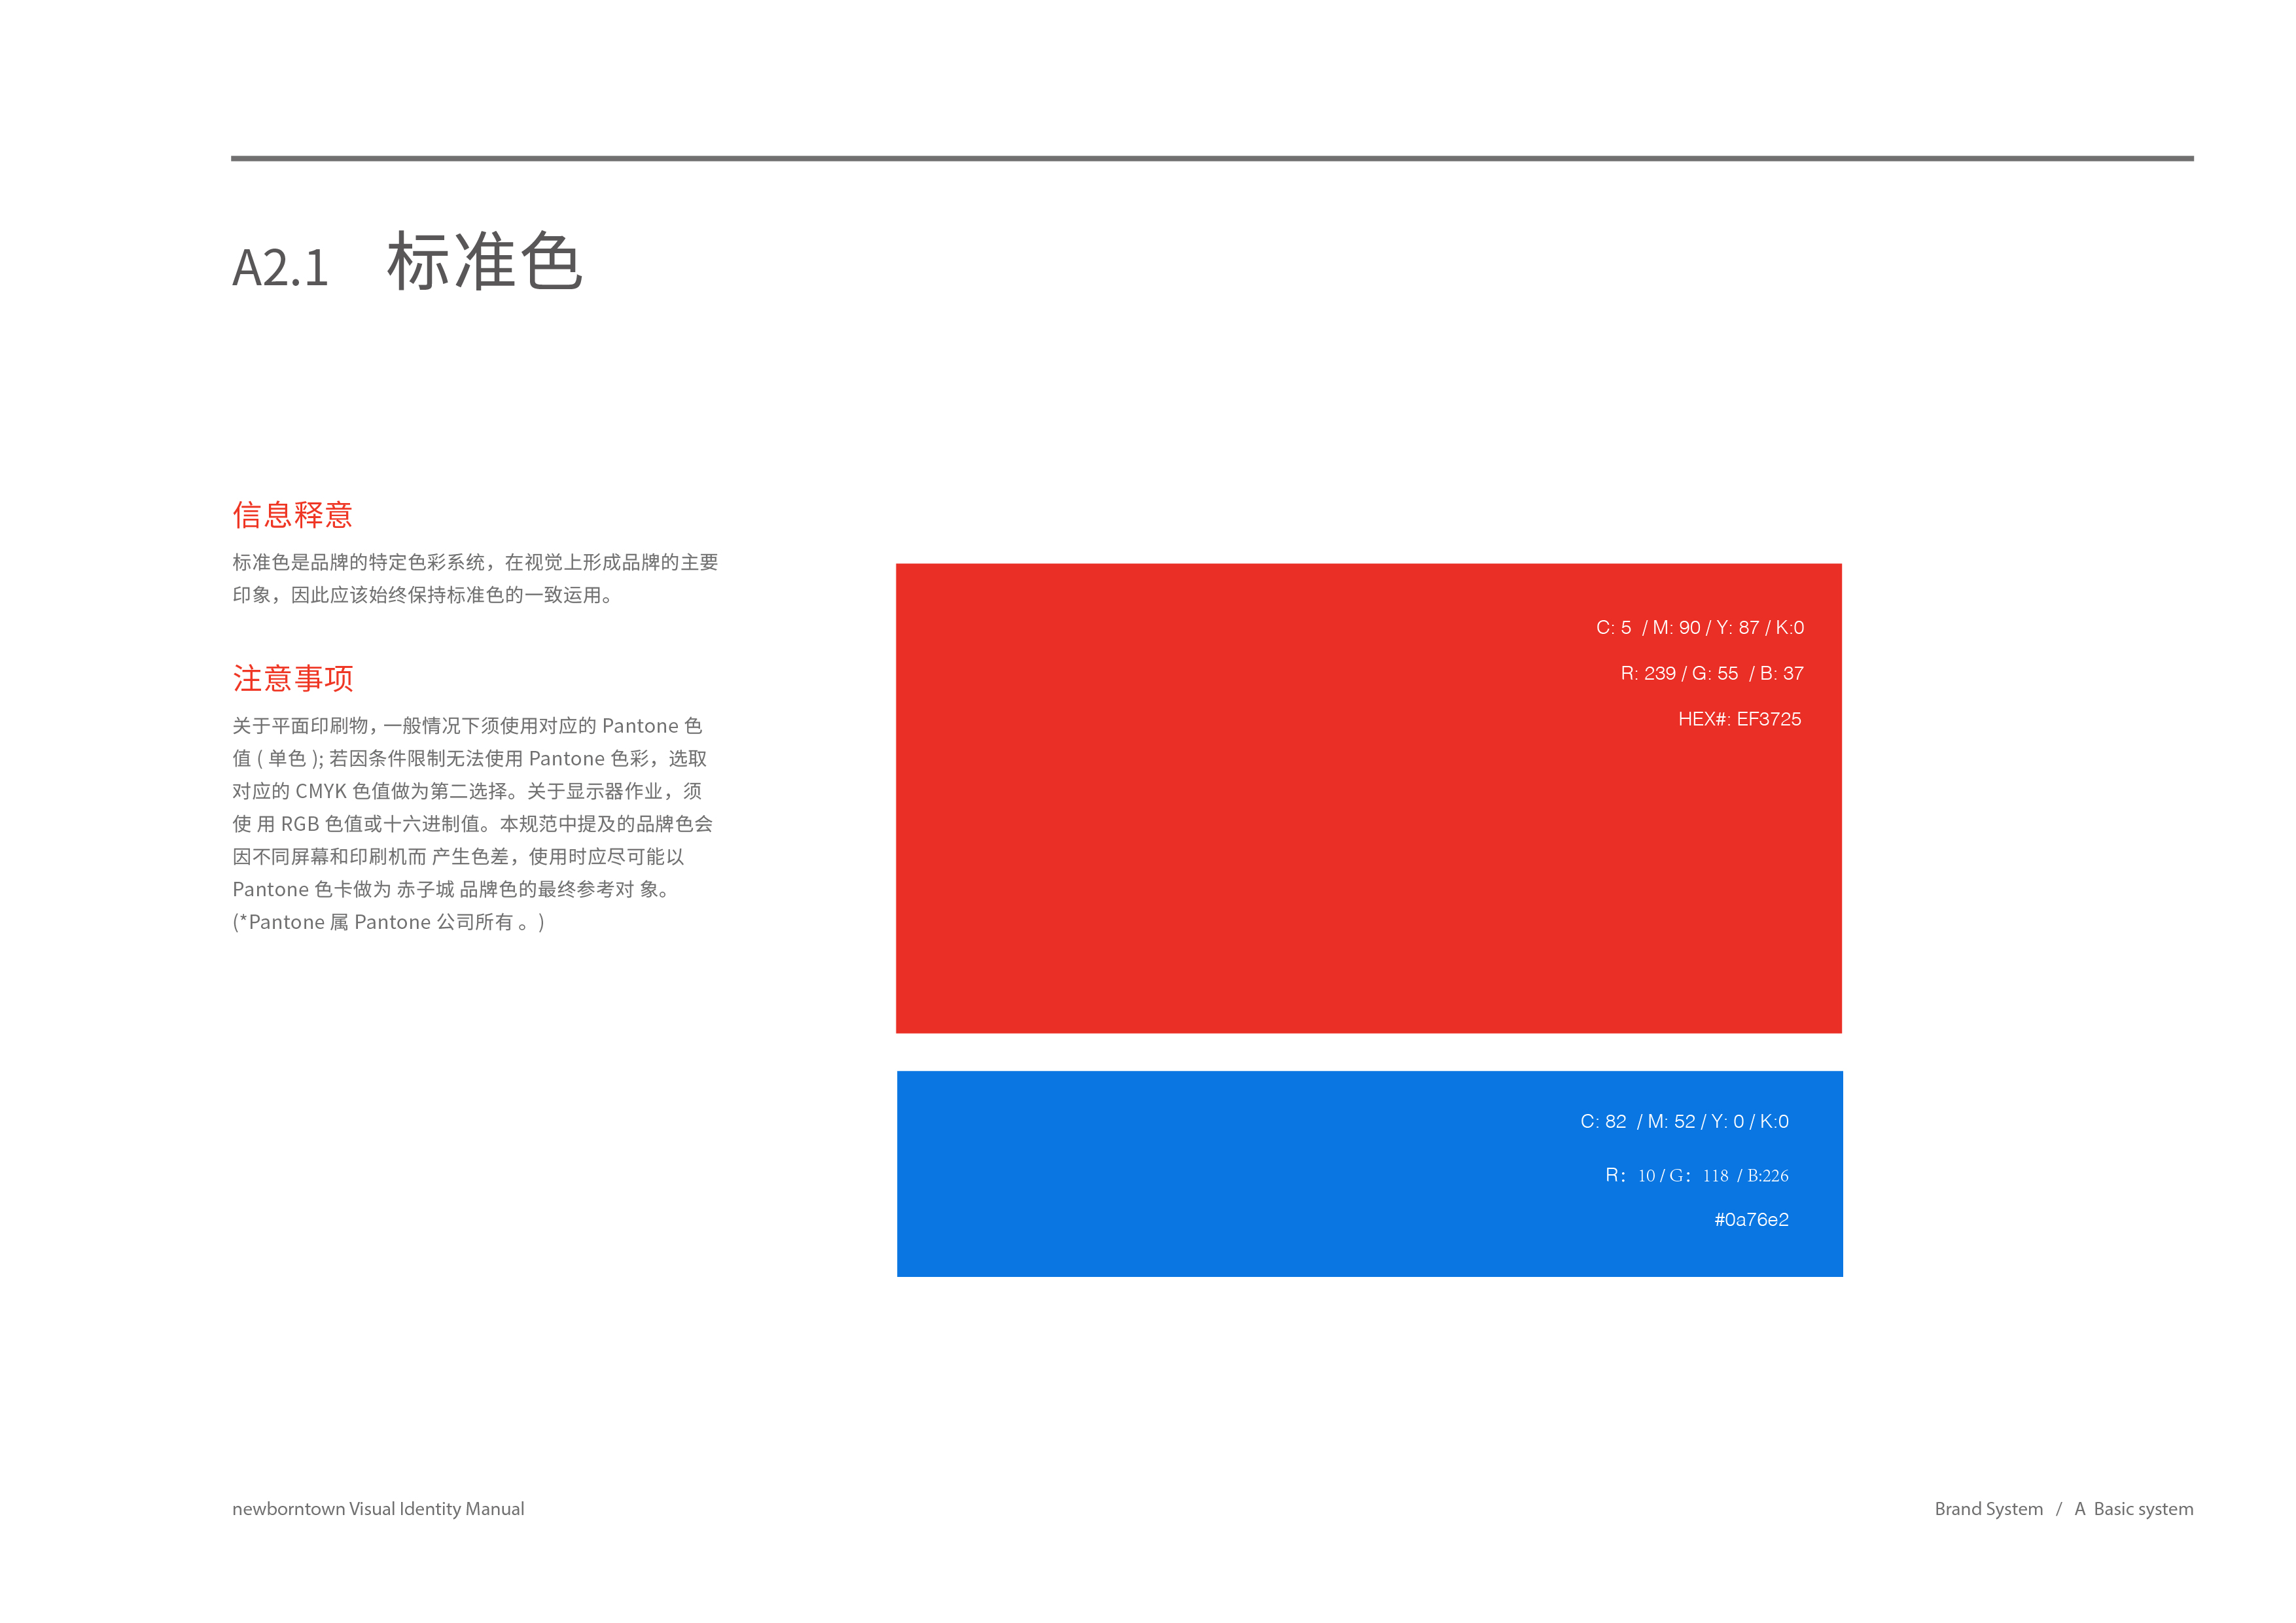 A2.1 标准色
信息释意
标准色是品牌的特定色彩系统，在视觉上形成品牌的主要
印象，因此应该始终保持标准色的一致运用。
注意事项
关于平面印刷物，一般情况下须使用对应的 Pantone 色
值 ( 单色 ); 若因条件限制无法使用 Pantone 色彩，选取
对应的 CMYK 色值做为第二选择。关于显示器作业，须
使 用 RGB 色值或十六进制值。本规范中提及的品牌色会
因不同屏幕和印刷机而 产生色差，使用时应尽可能以
Pantone 色卡做为 赤子城 品牌色的最终参考对 象。
(*Pantone 属 Pantone 公司所有 。)
C: 5 / M: 90 / Y: 87 / K:0
R: 239 / G: 55 / B: 37
HEX#: EF3725
C: 82 / M: 52 / Y: 0 / K:0
R：10 / G：118 / B:226
#0a76e2
newborntown Visual Identity Manual
Brand System / A Basic system